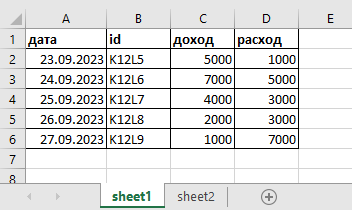 A B C D E
1 дата id доход расход
2 23.09.2023 K12L5 5000 1000
3 24.09.2023 K12L6 7000 5000
4 25.09.2023 K12L7 4000 3000
5 26.09.2023 K12L8 2000 3000
6 27.09.2023 K12L9 1000 7000
7
8
sheet1 sheet2